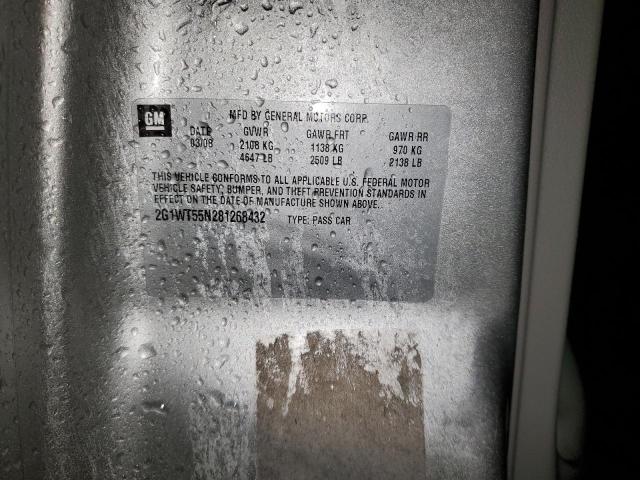 GM
MFD BY GENERAL MOTORS CORP.
DATE GVWR GAWR FRT GAWR RR
03/08 2108 KG 1138 KG 970 KG
4647 LB 2509 LB 2138 LB
THIS VEHICLE CONFORMS TO ALL APPLICABLE U.S. FEDERAL MOTOR
VEHICLE SAFETY, BUMPER, AND THEFT PREVENTION STANDARDS IN
EFFECT ON THE DATE OF MANUFACTURE SHOWN ABOVE.
2G1WT55N281268432 TYPE: PASS CAR